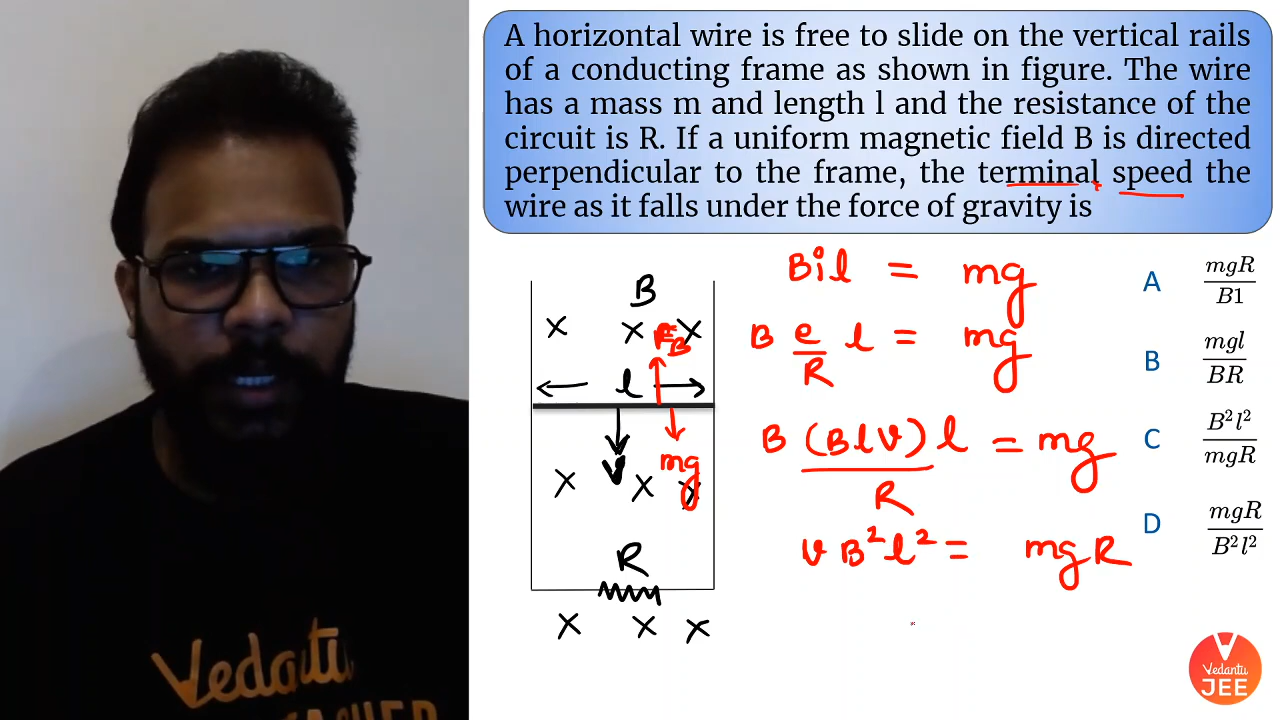 A horizontal wire is free to slide on the vertical rails
of a conducting frame as shown in figure. The wire
has a mass m and length l and the resistance of the
circuit is R. If a uniform magnetic field B is directed
perpendicular to the frame, the terminal speed the
wire as it falls under the force of gravity is
B
× × ×
F_B
l
v
mg
× × ×
R
× × ×
Bil = mg
B e/R l = mg
B (Blv) l / R = mg
vB²l² = mgR
A mgR/B1
B mgl/BR
C B²l²/mgR
D mgR/B²l²
Vedantu
JEE
Vedantu